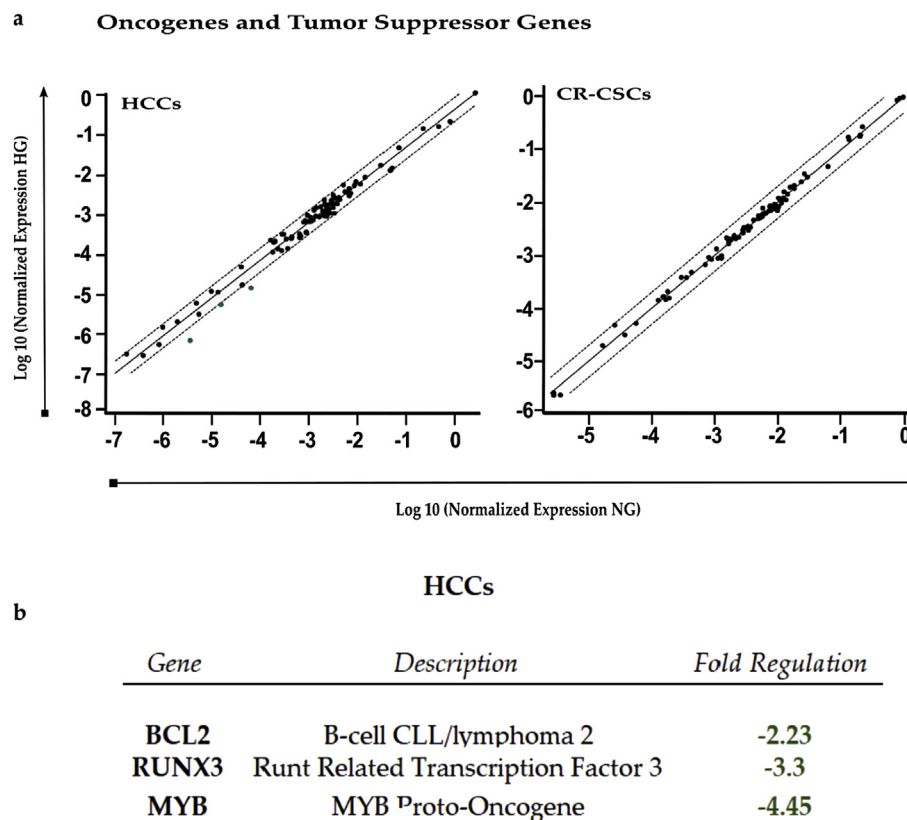 a
Oncogenes and Tumor Suppressor Genes
HCCs
CR-CSCs
Log 10 (Normalized Expression HG)
0
-1
-2
-3
-4
-5
-6
-7
-8
-7 -6 -5 -4 -3 -2 -1 0
0
-1
-2
-3
-4
-5
-6
-5 -4 -3 -2 -1 0
Log 10 (Normalized Expression NG)
HCCs
b
Gene Description Fold Regulation
BCL2 B-cell CLL/lymphoma 2 -2.23
RUNX3 Runt Related Transcription Factor 3 -3.3
MYB MYB Proto-Oncogene -4.45